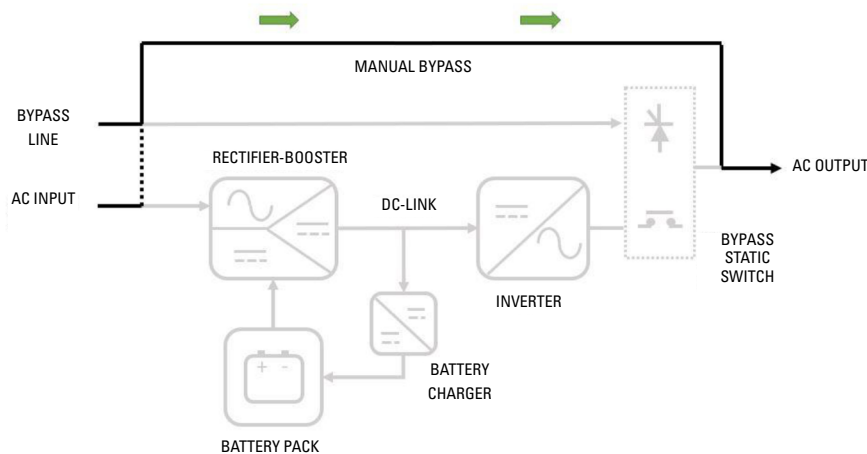 MANUAL BYPASS
BYPASS
LINE
RECTIFIER-BOOSTER
AC OUTPUT
AC INPUT
DC-LINK
BYPASS
STATIC
SWITCH
INVERTER
BATTERY
CHARGER
+ -
BATTERY PACK